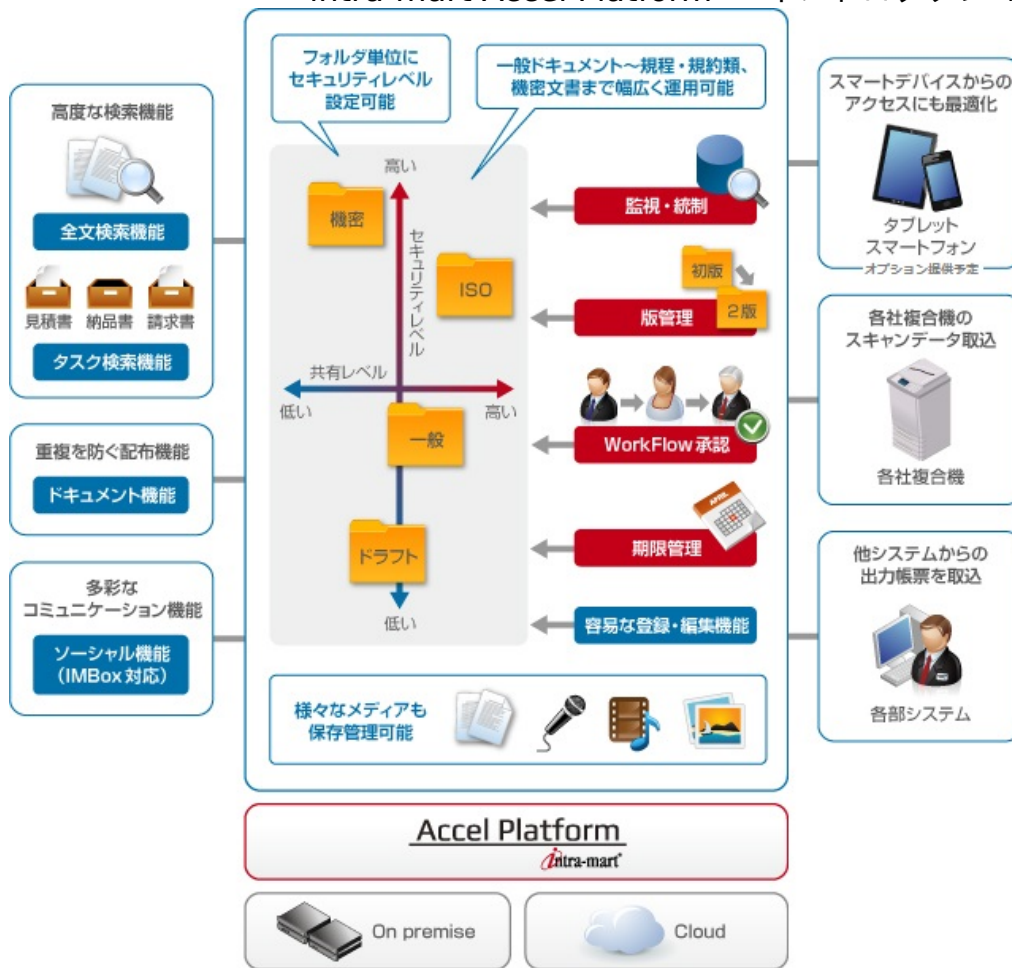 intra-mart Accel Platform
フォルダ単位に
セキュリティレベル
設定可能
一般ドキュメント～規程・規約類、
機密文書まで幅広く運用可能
高度な検索機能
全文検索機能
見積書 納品書 請求書
タスク検索機能
重複を防ぐ配布機能
ドキュメント機能
多彩な
コミュニケーション機能
ソーシャル機能
(IMBox対応)
高い
セキュリティレベル
低い
共有レベル
低い
高い
機密
ISO
一般
ドラフト
監視・統制
初版
2版
版管理
WorkFlow承認
APRIL
期限管理
容易な登録・編集機能
様々なメディアも
保存管理可能
スマートデバイスからの
アクセスにも最適化
タブレット
スマートフォン
オプション提供予定
各社複合機の
スキャンデータ取込
各社複合機
他システムからの
出力帳票を取込
各部システム
Accel Platform
intra-mart
On premise
Cloud